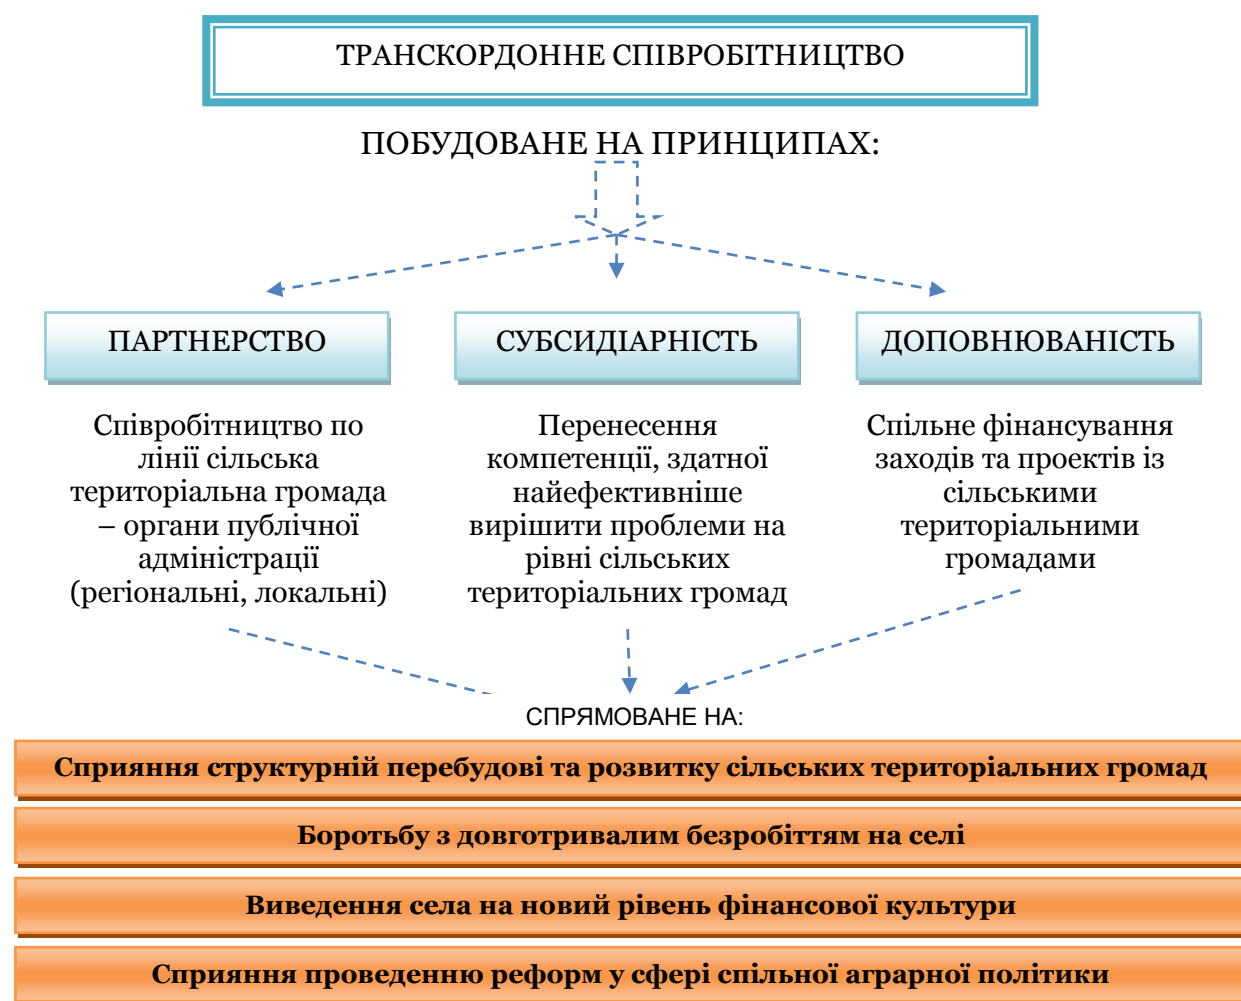 ТРАНСКОРДОННЕ СПІВРОБІТНИЦТВО
ПОБУДОВАНЕ НА ПРИНЦИПАХ:
ПАРТНЕРСТВО
Співробітництво по
лінії сільська
територіальна громада
– органи публічної
адміністрації
(регіональні, локальні)
СУБСИДІАРНІСТЬ
Перенесення
компетенції, здатної
найефективніше
вирішити проблеми на
рівні сільських
територіальних громад
ДОПОВНЮВАНІСТЬ
Спільне фінансування
заходів та проектів із
сільськими
територіальними
громадами
СПРЯМОВАНЕ НА:
Сприяння структурній перебудові та розвитку сільських територіальних громад
Боротьбу з довготривалим безробіттям на селі
Виведення села на новий рівень фінансової культури
Сприяння проведенню реформ у сфері спільної аграрної політики